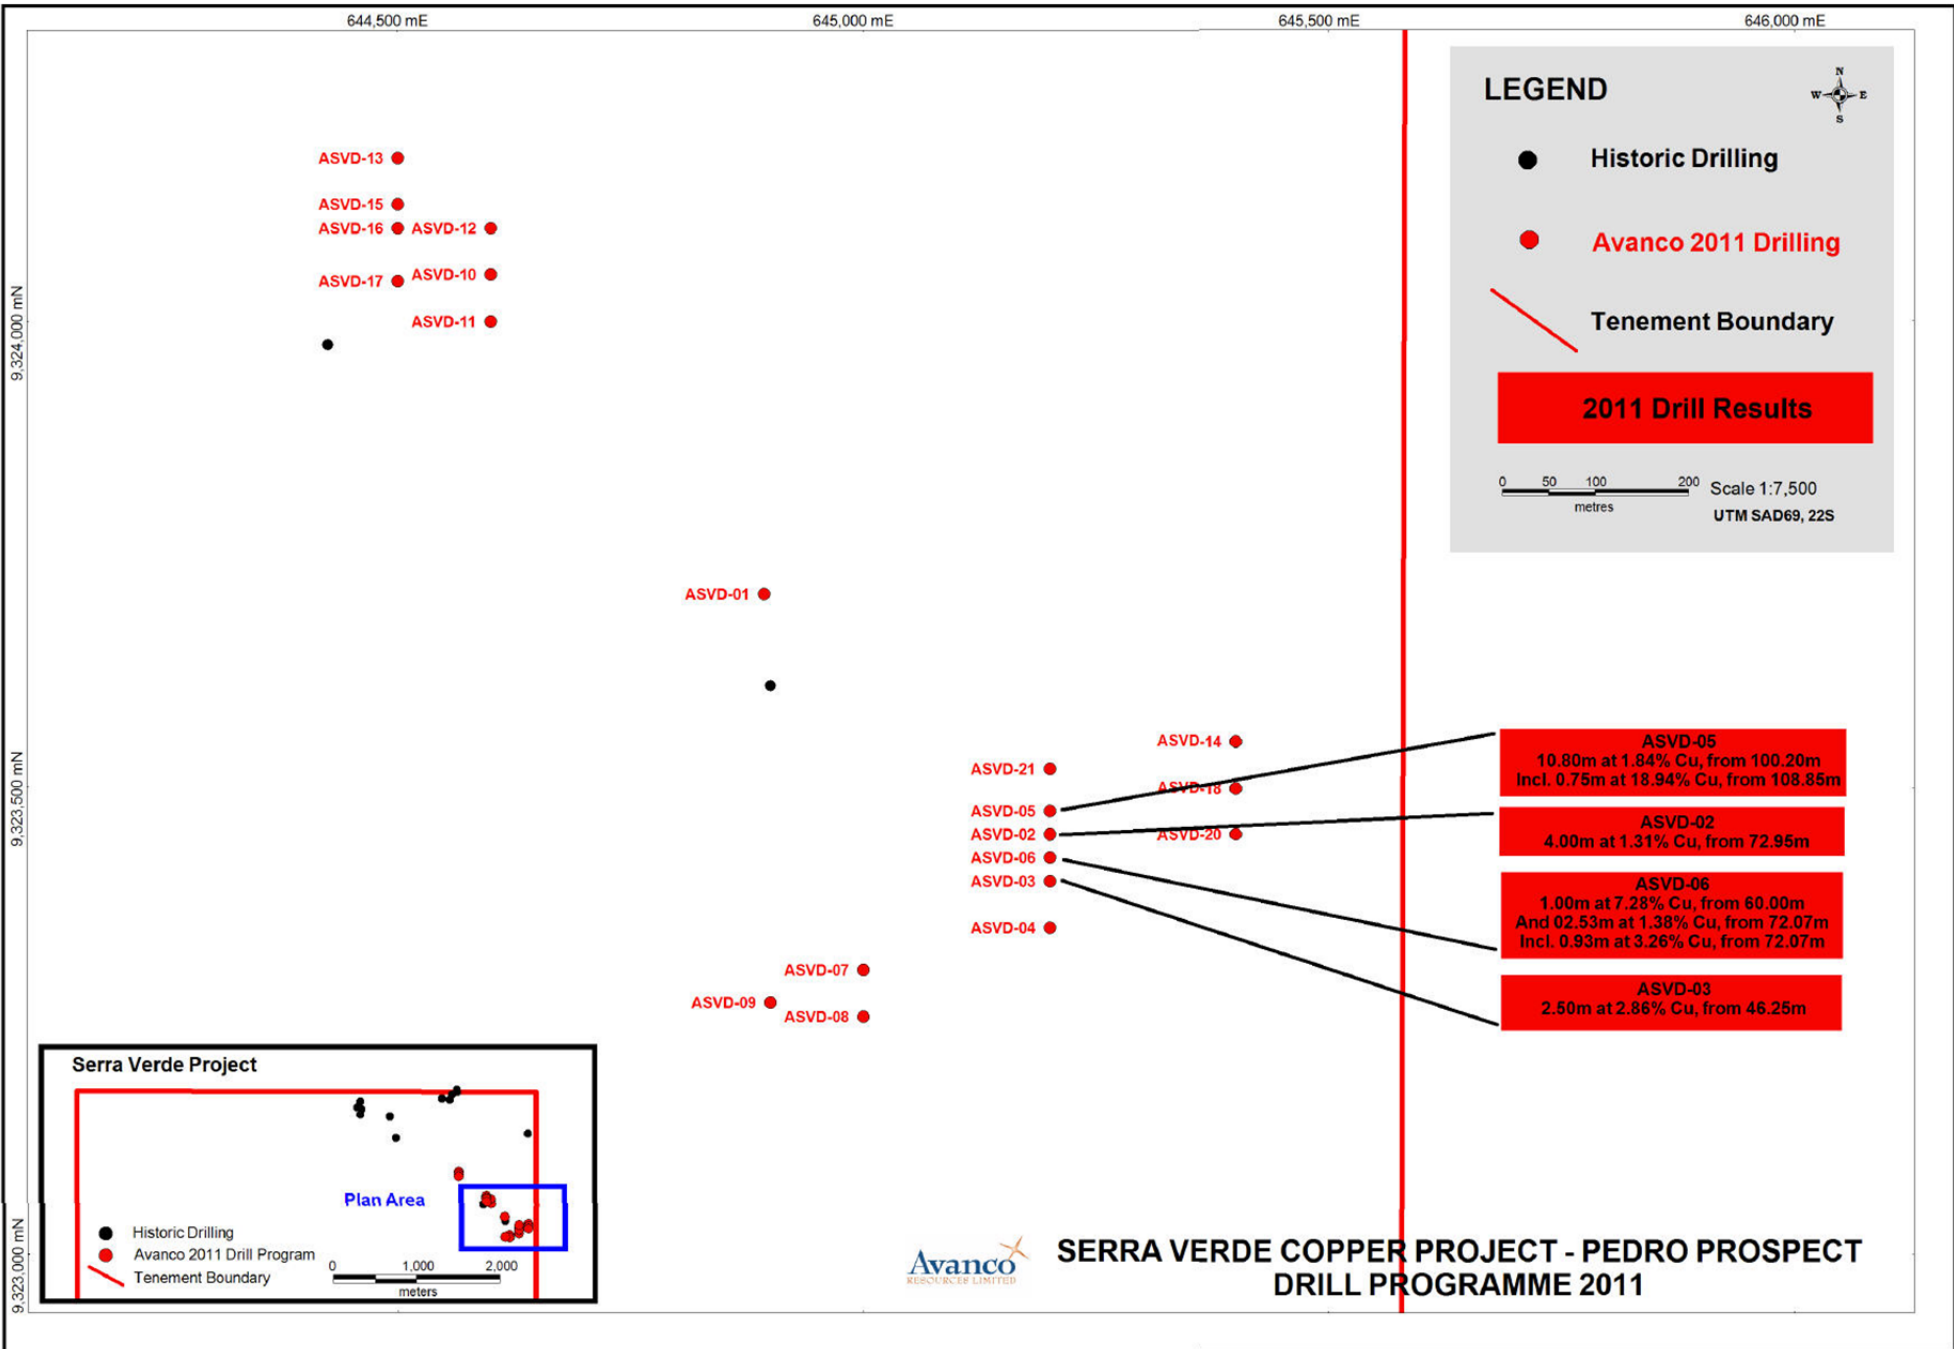 644,500 mE
645,000 mE
645,500 mE
646,000 mE
9,324,000 mN
9,323,500 mN
9,323,000 mN
LEGEND
N
W E
S
Historic Drilling
Avanco 2011 Drilling
Tenement Boundary
2011 Drill Results
0 50 100 200
metres
Scale 1:7,500
UTM SAD69, 22S
ASVD-13
ASVD-15
ASVD-16 ASVD-12
ASVD-17 ASVD-10
ASVD-11
ASVD-01
ASVD-14
ASVD-21
ASVD-18
ASVD-05
ASVD-02 ASVD-20
ASVD-06
ASVD-03
ASVD-04
ASVD-07
ASVD-09
ASVD-08
ASVD-05
10.80m at 1.84% Cu, from 100.20m
Incl. 0.75m at 18.94% Cu, from 108.85m
ASVD-02
4.00m at 1.31% Cu, from 72.95m
ASVD-06
1.00m at 7.28% Cu, from 60.00m
And 02.53m at 1.38% Cu, from 72.07m
Incl. 0.93m at 3.26% Cu, from 72.07m
ASVD-03
2.50m at 2.86% Cu, from 46.25m
Serra Verde Project
Plan Area
Historic Drilling
Avanco 2011 Drill Program
Tenement Boundary
0 1,000 2,000
meters
Avanco
RESOURCES LIMITED
SERRA VERDE COPPER PROJECT - PEDRO PROSPECT
DRILL PROGRAMME 2011